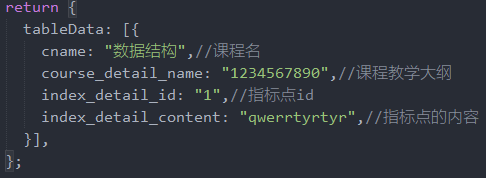 return {
tableData: [{
cname: "数据结构",//课程名
course_detail_name: "1234567890",//课程教学大纲
index_detail_id: "1",//指标点id
index_detail_content: "qwerrtyrtyr",//指标点的内容
}],
};